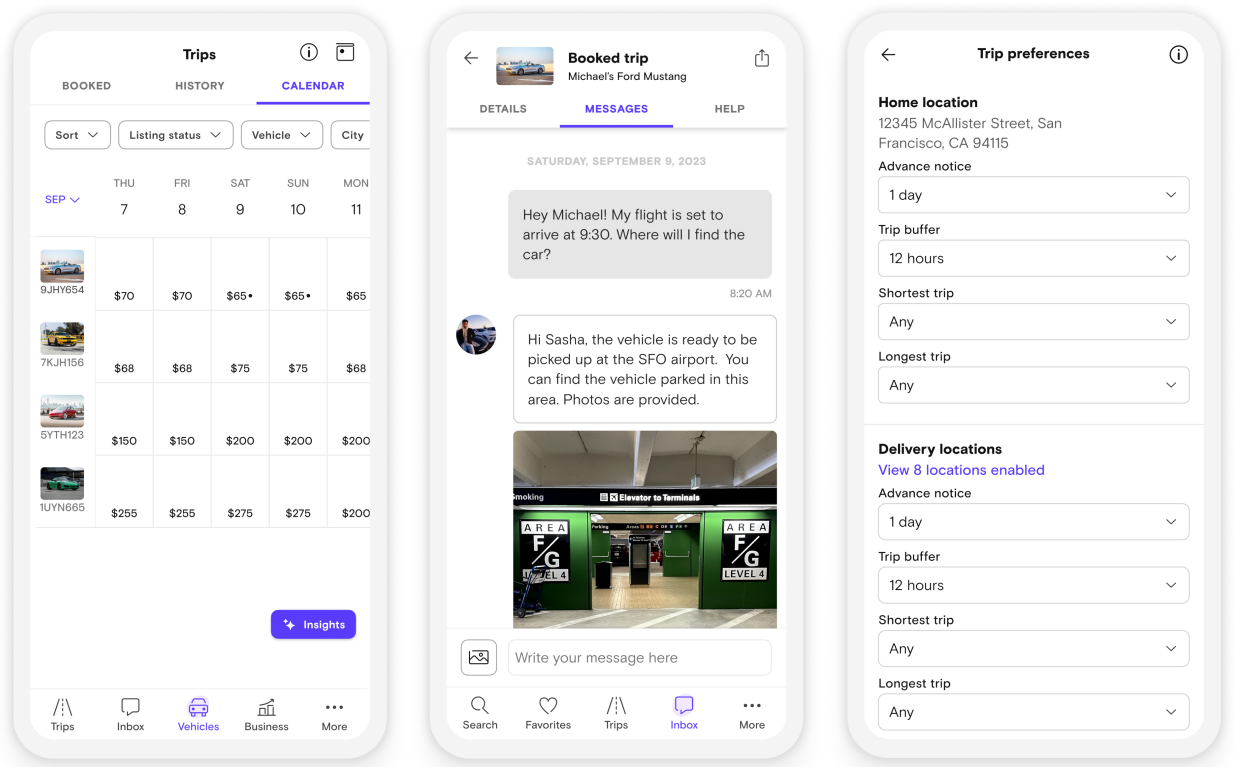 Trips
BOOKED HISTORY CALENDAR
Sort Listing status Vehicle City
SEP
THU FRI SAT SUN MON
7 8 9 10 11
9JHY654 $70 $70 $65• $65• $65
7KJH156 $68 $68 $75 $75 $68
5YTH123 $150 $150 $200 $200 $200
1UYN665 $255 $255 $275 $275 $200
Insights
Trips Inbox Vehicles Business More
Booked trip
Michael's Ford Mustang
DETAILS MESSAGES HELP
SATURDAY, SEPTEMBER 9, 2023
Hey Michael! My flight is set to
arrive at 9:30. Where will I find the
car?
8:20 AM
Hi Sasha, the vehicle is ready to be
picked up at the SFO airport. You
can find the vehicle parked in this
area. Photos are provided.
Smoking Elevator to Terminals
Parking Areas
AREA
F/G
LEVEL 4
AREA
F/G
LEVEL 4
Write your message here
Search Favorites Trips Inbox More
Trip preferences
Home location
12345 McAllister Street, San
Francisco, CA 94115
Advance notice
1 day
Trip buffer
12 hours
Shortest trip
Any
Longest trip
Any
Delivery locations
View 8 locations enabled
Advance notice
1 day
Trip buffer
12 hours
Shortest trip
Any
Longest trip
Any